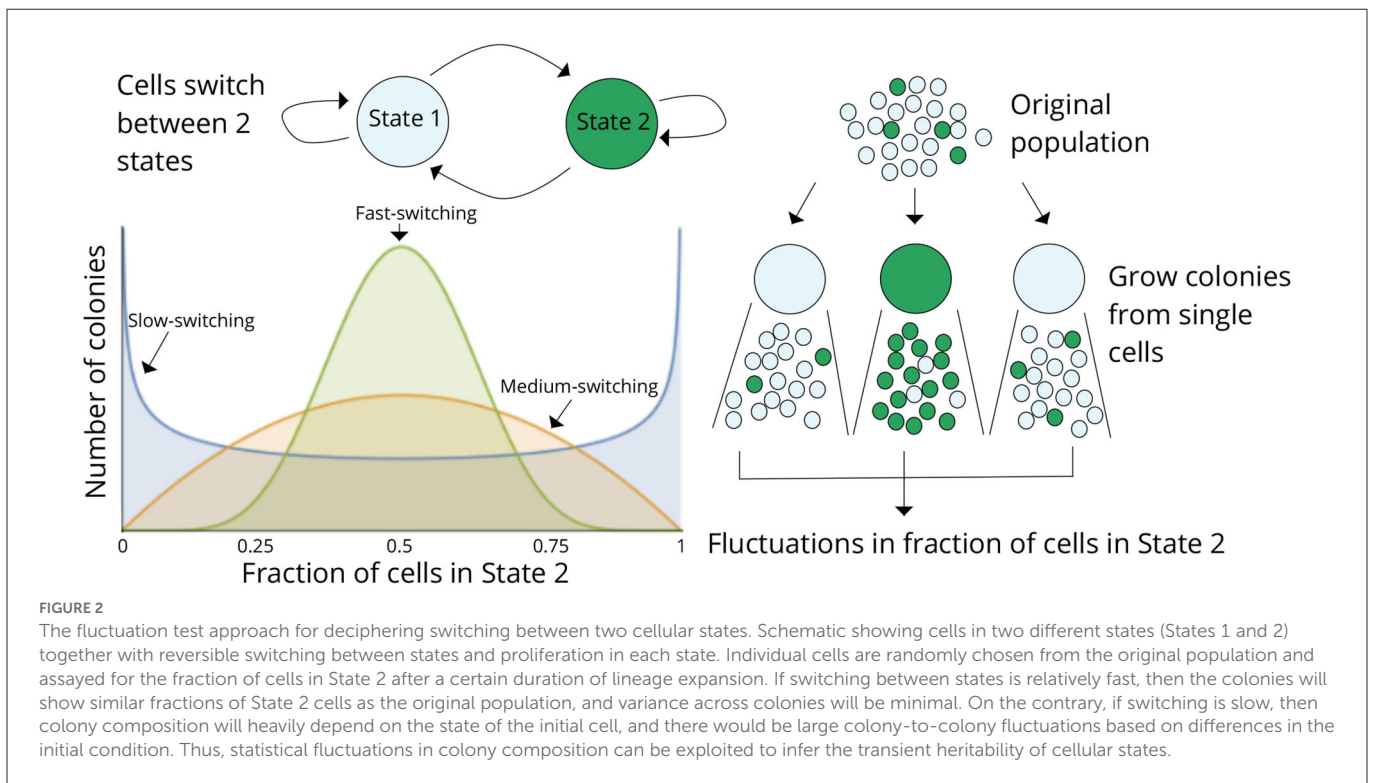 Cells switch
between 2
states
State 1
State 2
Original
population
Fast-switching
Number of colonies
Slow-switching
Medium-switching
Grow colonies
from single
cells
0
0.25
0.5
0.75
1
Fraction of cells in State 2
Fluctuations in fraction of cells in State 2
FIGURE 2
The fluctuation test approach for deciphering switching between two cellular states. Schematic showing cells in two different states (States 1 and 2)
together with reversible switching between states and proliferation in each state. Individual cells are randomly chosen from the original population and
assayed for the fraction of cells in State 2 after a certain duration of lineage expansion. If switching between states is relatively fast, then the colonies will
show similar fractions of State 2 cells as the original population, and variance across colonies will be minimal. On the contrary, if switching is slow, then
colony composition will heavily depend on the state of the initial cell, and there would be large colony-to-colony fluctuations based on differences in the
initial condition. Thus, statistical fluctuations in colony composition can be exploited to infer the transient heritability of cellular states.